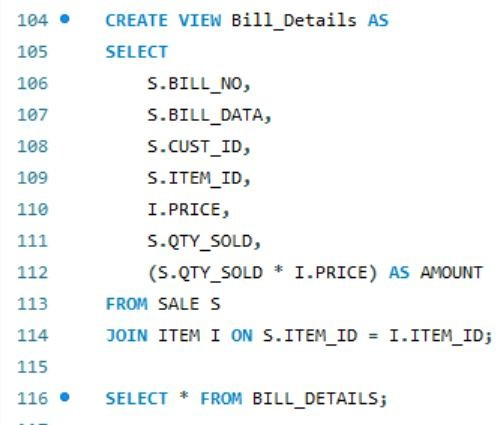 104 CREATE VIEW Bill_Details AS
105 SELECT
106 S.BILL_NO,
107 S.BILL_DATA,
108 S.CUST_ID,
109 S.ITEM_ID,
110 I.PRICE,
111 S.QTY_SOLD,
112 (S.QTY_SOLD * I.PRICE) AS AMOUNT
113 FROM SALE S
114 JOIN ITEM I ON S.ITEM_ID = I.ITEM_ID;
115
116 SELECT * FROM BILL_DETAILS;